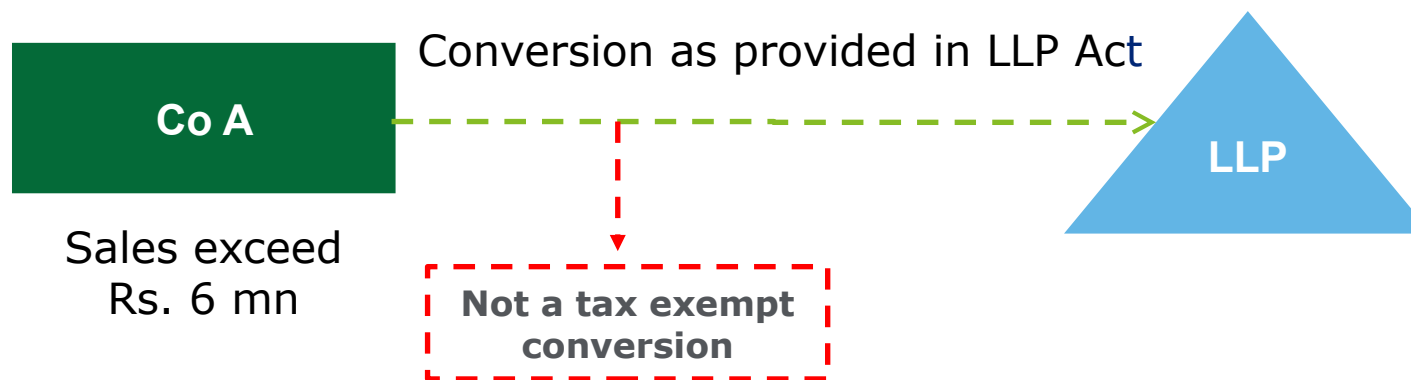 Conversion as provided in LLP Act
Co A
LLP
Sales exceed
Rs. 6 mn
Not a tax exempt
conversion